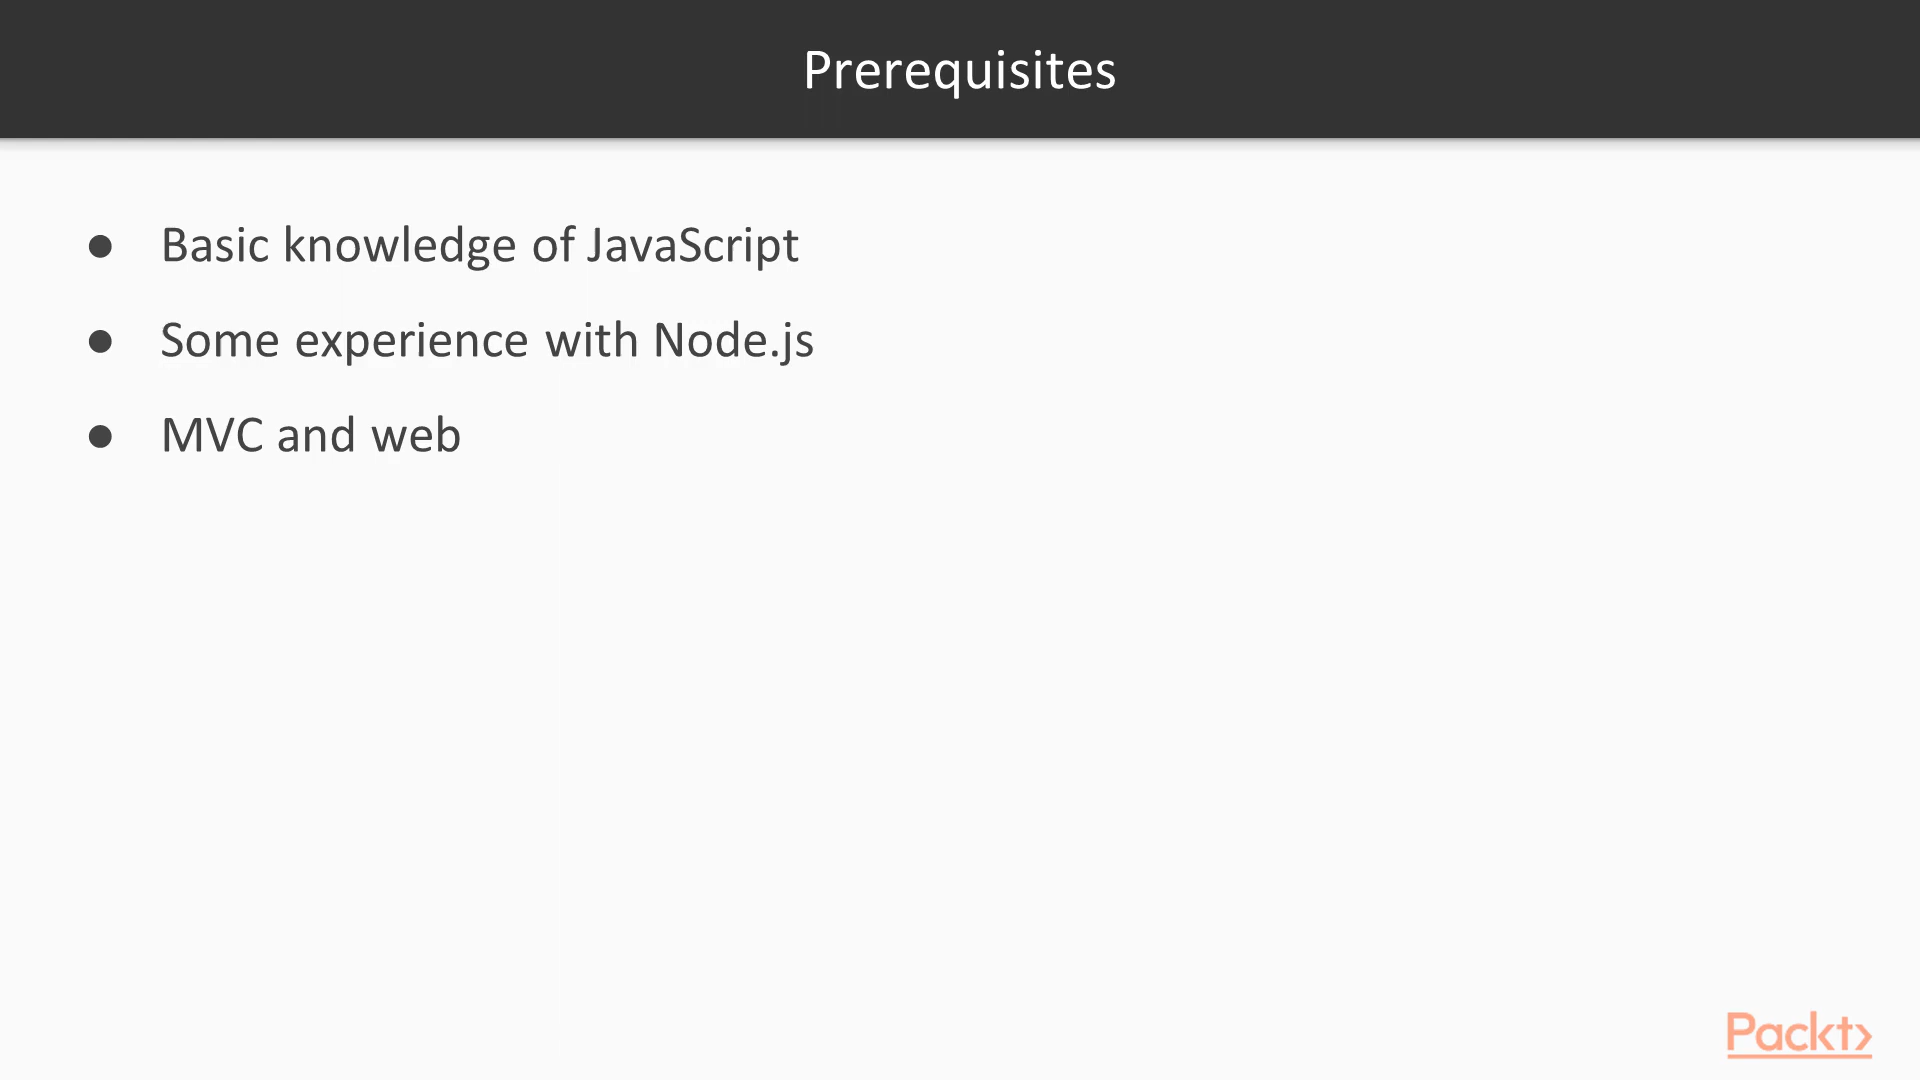 Prerequisites
● Basic knowledge of JavaScript
● Some experience with Node.js
● MVC and web
Packt>